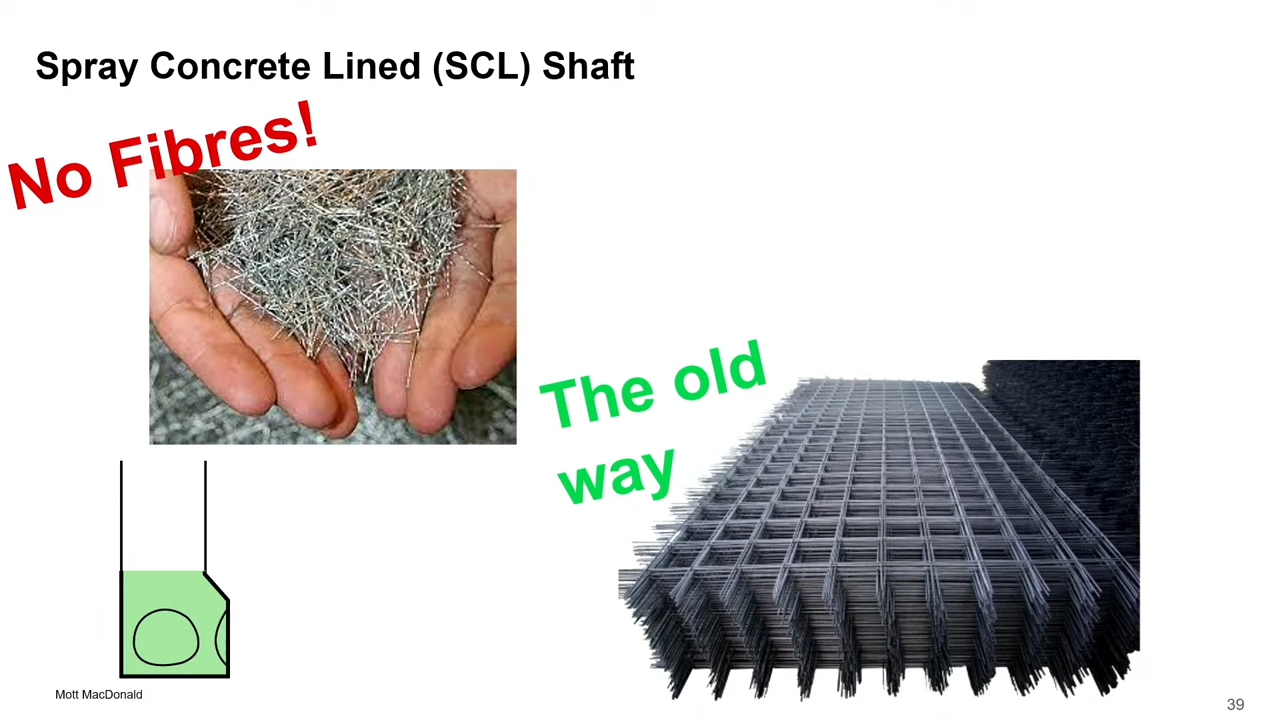 Spray Concrete Lined (SCL) Shaft
No Fibres!
The old
way
Mott MacDonald
39